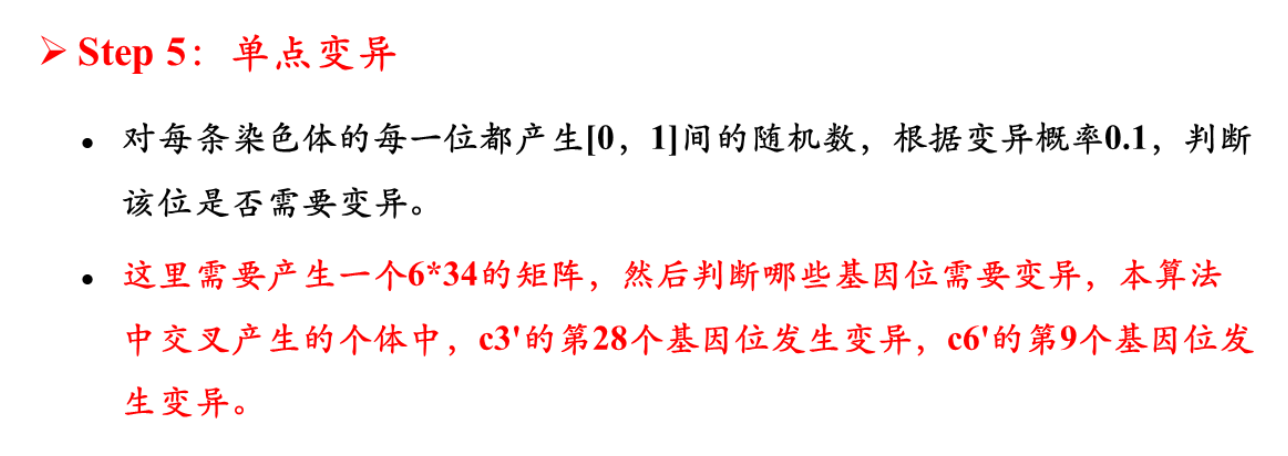 ➢ Step 5：单点变异
• 对每条染色体的每一位都产生[0，1]间的随机数，根据变异概率0.1，判断
该位是否需要变异。
• 这里需要产生一个6*34的矩阵，然后判断哪些基因位需要变异，本算法
中交叉产生的个体中，c3'的第28个基因位发生变异，c6'的第9个基因位发
生变异。